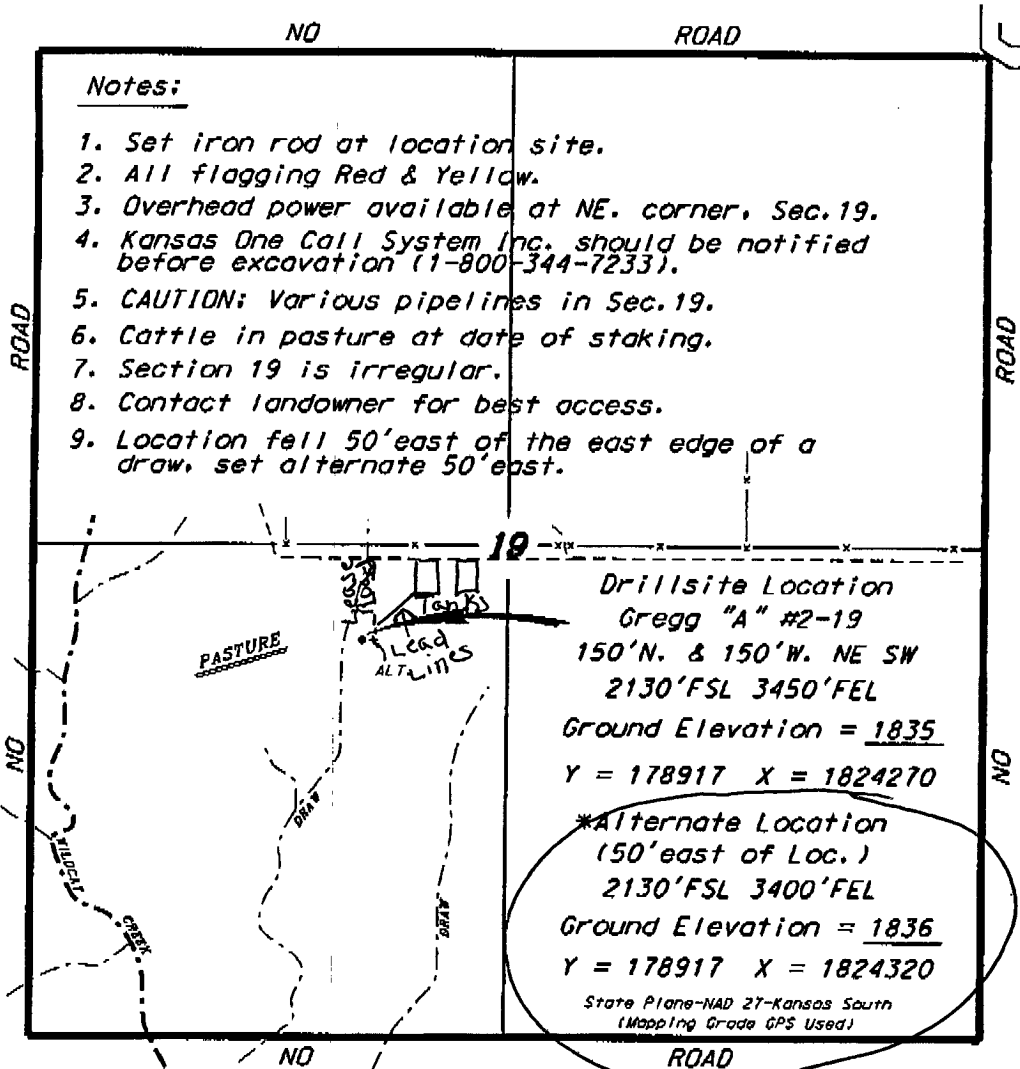 NO ROAD
Notes:
1. Set iron rod at location site.
2. All flagging Red & Yellow.
3. Overhead power available at NE. corner, Sec.19.
4. Kansas One Call System Inc. should be notified
before excavation (1-800-344-7233).
5. CAUTION: Various pipelines in Sec.19.
6. Cattle in pasture at date of staking.
7. Section 19 is irregular.
8. Contact landowner for best access.
9. Location fell 50'east of the east edge of a
draw, set alternate 50'east.
ROAD
ROAD
19
Lease
Road
Tanks
Lead
Lines
ALT.
PASTURE
Drillsite Location
Gregg "A" #2-19
150'N. & 150'W. NE SW
2130'FSL 3450'FEL
Ground Elevation = 1835
Y = 178917 X = 1824270
*Alternate Location
(50'east of Loc.)
2130'FSL 3400'FEL
Ground Elevation = 1836
Y = 178917 X = 1824320
State Plane-NAD 27-Kansas South
(Mapping Grade GPS Used)
NO
NO
DRAW
WILDCAT
CREEK
DRAW
NO ROAD